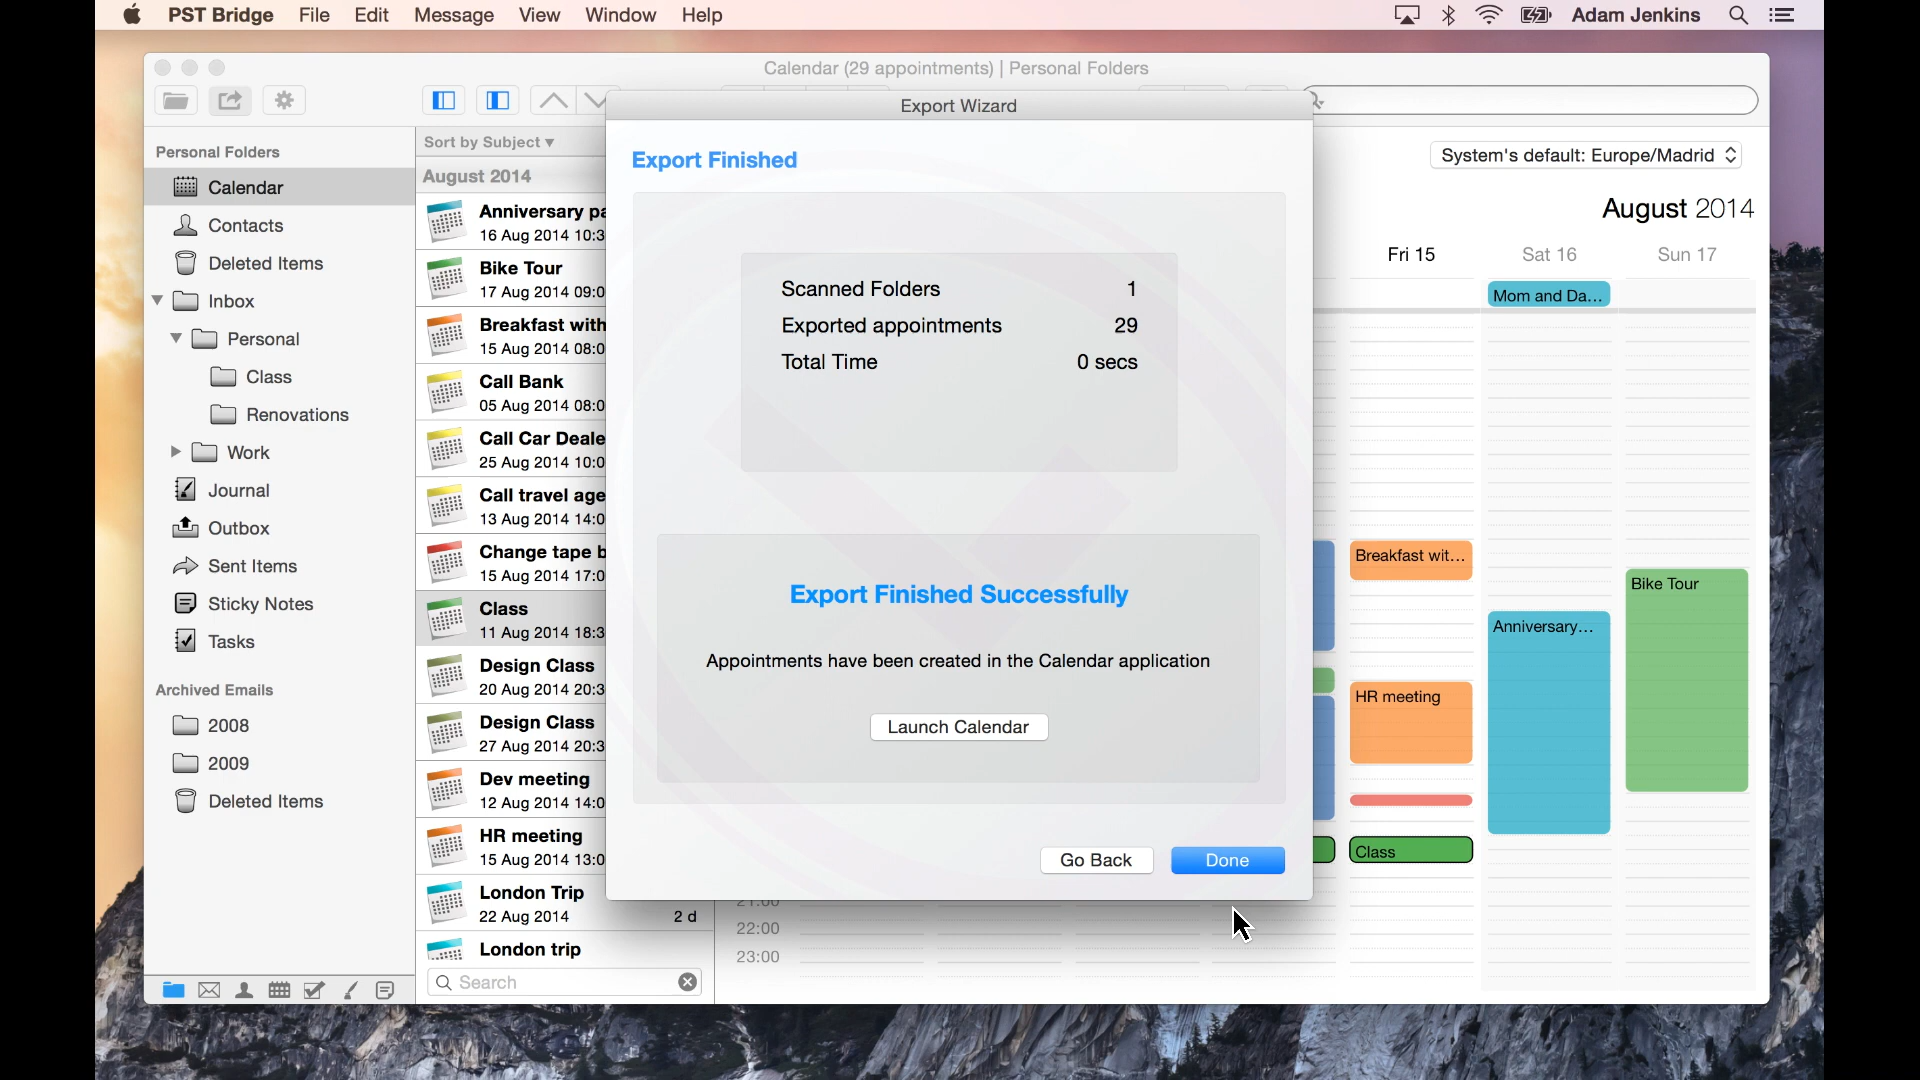 PST Bridge File Edit Message View Window Help Adam Jenkins
Calendar (29 appointments) | Personal Folders
Export Wizard
Personal Folders
Calendar
Contacts
Deleted Items
Inbox
Personal
Class
Renovations
Work
Journal
Outbox
Sent Items
Sticky Notes
Tasks
Archived Emails
2008
2009
Deleted Items
Sort by Subject
August 2014
Anniversary pa
16 Aug 2014 10:3
Bike Tour
17 Aug 2014 09:0
Breakfast with
15 Aug 2014 08:0
Call Bank
05 Aug 2014 08:0
Call Car Deale
25 Aug 2014 10:0
Call travel age
13 Aug 2014 14:0
Change tape b
15 Aug 2014 17:0
Class
11 Aug 2014 18:3
Design Class
20 Aug 2014 20:3
Design Class
27 Aug 2014 20:3
Dev meeting
12 Aug 2014 14:0
HR meeting
15 Aug 2014 13:0
London Trip
22 Aug 2014 2 d
London trip
Search
Export Finished
Scanned Folders 1
Exported appointments 29
Total Time 0 secs
Export Finished Successfully
Appointments have been created in the Calendar application
Launch Calendar
Go Back Done
System's default: Europe/Madrid
August 2014
Fri 15 Sat 16 Sun 17
Mom and Da...
Breakfast wit...
Bike Tour
Anniversary...
HR meeting
Class
21:00
22:00
23:00